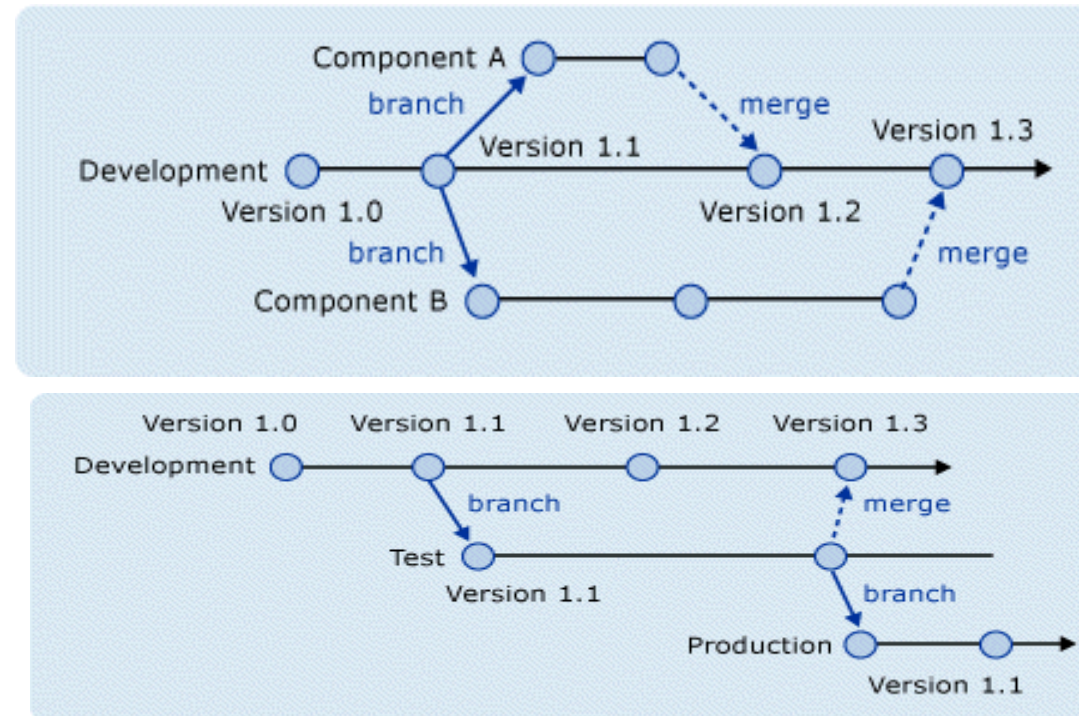 Component A
branch
merge
Version 1.1
Version 1.3
Development
Version 1.0
Version 1.2
branch
merge
Component B
Version 1.0 Version 1.1 Version 1.2 Version 1.3
Development
branch
merge
Test
Version 1.1
branch
Production
Version 1.1